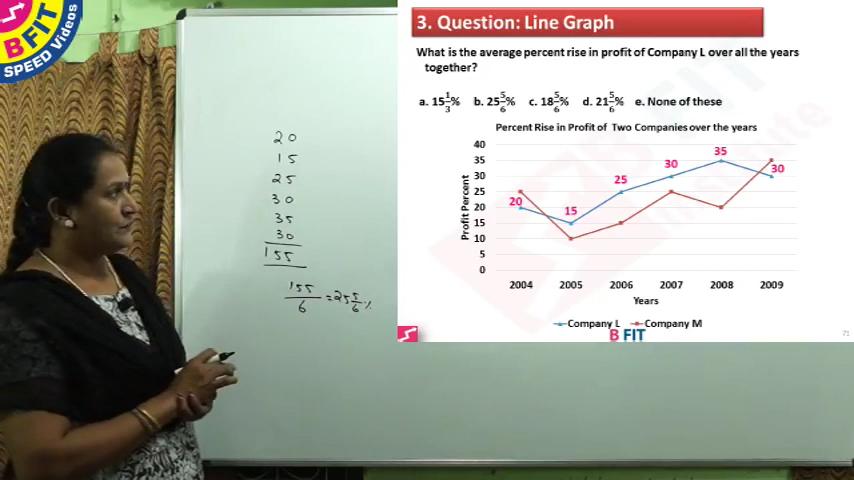 B FIT
SPEED Videos
20
15
25
30
35
30
155
155
6
=25 5/6 %
3. Question: Line Graph
What is the average percent rise in profit of Company L over all the years
together?
a. 15 1/3% b. 25 5/6% c. 18 5/6% d. 21 5/6% e. None of these
Percent Rise in Profit of Two Companies over the years
Profit Percent
40
35
30
25
20
15
10
5
0
20
15
25
30
35
30
2004 2005 2006 2007 2008 2009
Years
Company L Company M
B FIT
71